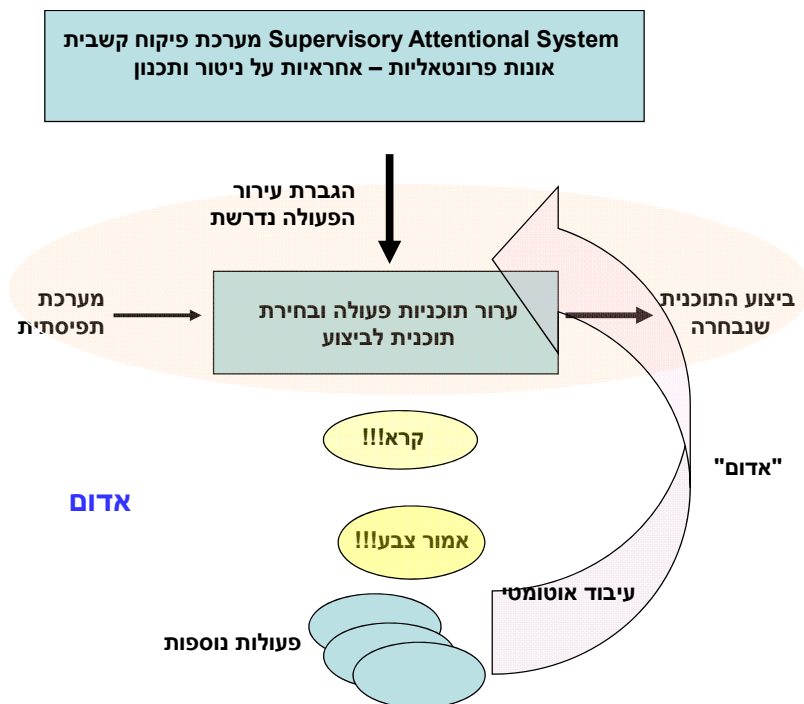 מערכת פיקוח קשבית Supervisory Attentional System
אונות פרונטאליות – אחראיות על ניטור ותכנון
הגברת עירור
הפעולה נדרשת
מערכת
תפיסתית
ערור תוכניות פעולה ובחירת
תוכנית לביצוע
ביצוע התוכנית
שנבחרה
קרא!!!
"אדום"
אדום
אמור צבע!!!
עיבוד אוטומטי
פעולות נוספות